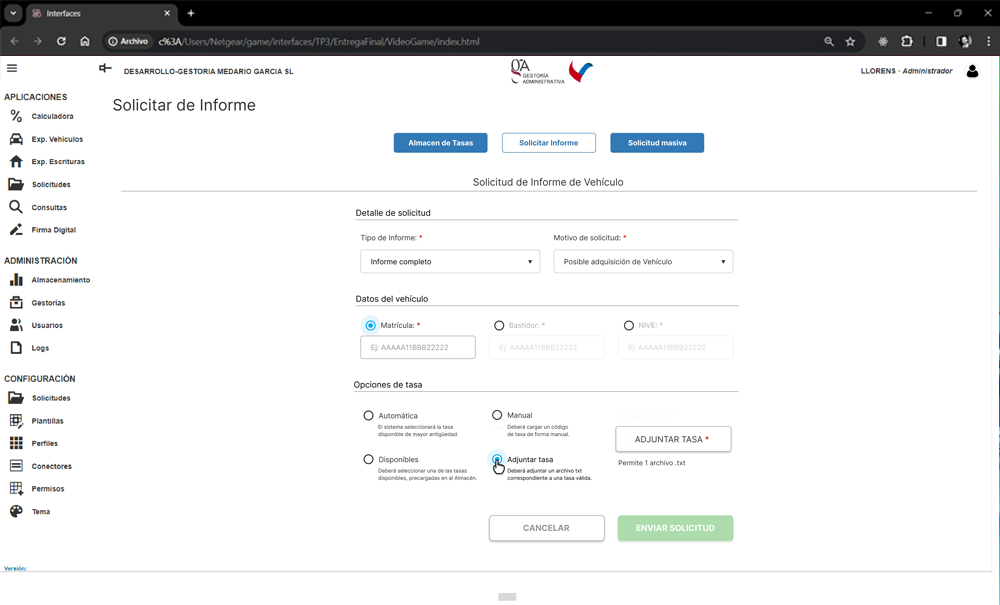 Interfaces
Archivo
c%3A/Users/Netgear/game/interfaces/TP3/EntregaFinal/VideoGame/index.html
DESARROLLO-GESTORIA MEDARIO GARCIA SL
gA
GESTORÍA
ADMINISTRATIVA
LLORENS - Administrador
Solicitar de Informe
APLICACIONES
Calculadora
Exp. Vehículos
Exp. Escrituras
Solicitudes
Consultas
Firma Digital
ADMINISTRACIÓN
Almacenamiento
Gestorias
Usuarios
Logs
CONFIGURACIÓN
Solicitudes
Plantillas
Perfiles
Conectores
Permisos
Tema
Versión:
Almacen de Tasas
Solicitar Informe
Solicitud masiva
Solicitud de Informe de Vehículo
Detalle de solicitud
Tipo de Informe: *
Motivo de solicitud: *
Informe completo
Posible adquisición de Vehículo
Datos del vehículo
Matrícula: *
Bastidor: *
NIVE: *
Ej: AAAAA11BBB22222
Ej: AAAAA11BBB22222
Ej: AAAAA11BBB22222
Opciones de tasa
Automática
El sistema seleccionará la tasa
disponible de mayor antigüedad.
Manual
Deberá cargar un código
de tasa de forma manual.
Disponibles
Deberá seleccionar una de las tasas
disponibles, precargadas en al Almacén.
Adjuntar tasa
Deberá adjuntar un archivo txt
correspondiente a una tasa válida.
ADJUNTAR TASA *
Permite 1 archivo .txt
CANCELAR
ENVIAR SOLICITUD